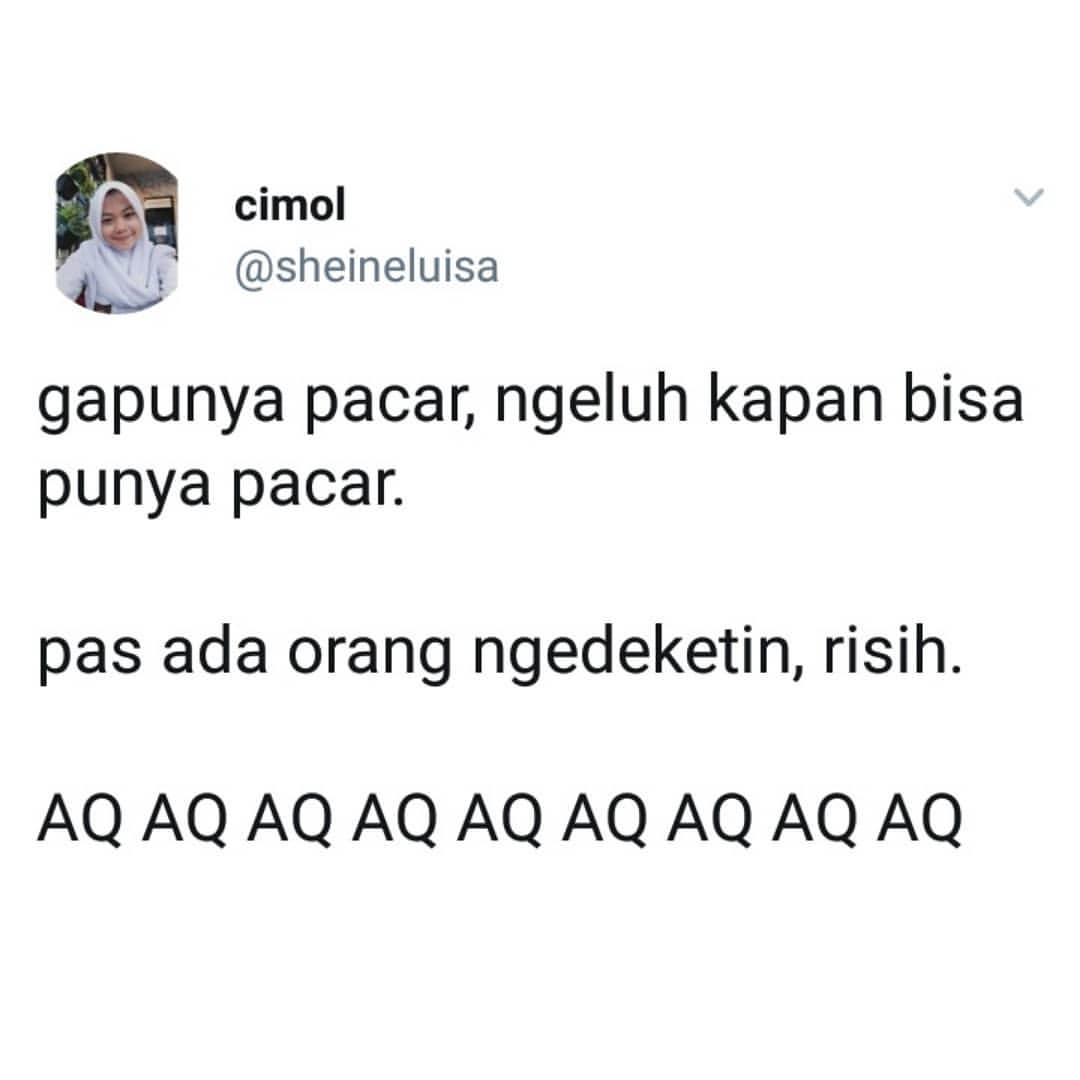 cimol
@sheineluisa
gapunya pacar, ngeluh kapan bisa
punya pacar.
pas ada orang ngedeketin, risih.
AQ AQ AQ AQ AQ AQ AQ AQ AQ